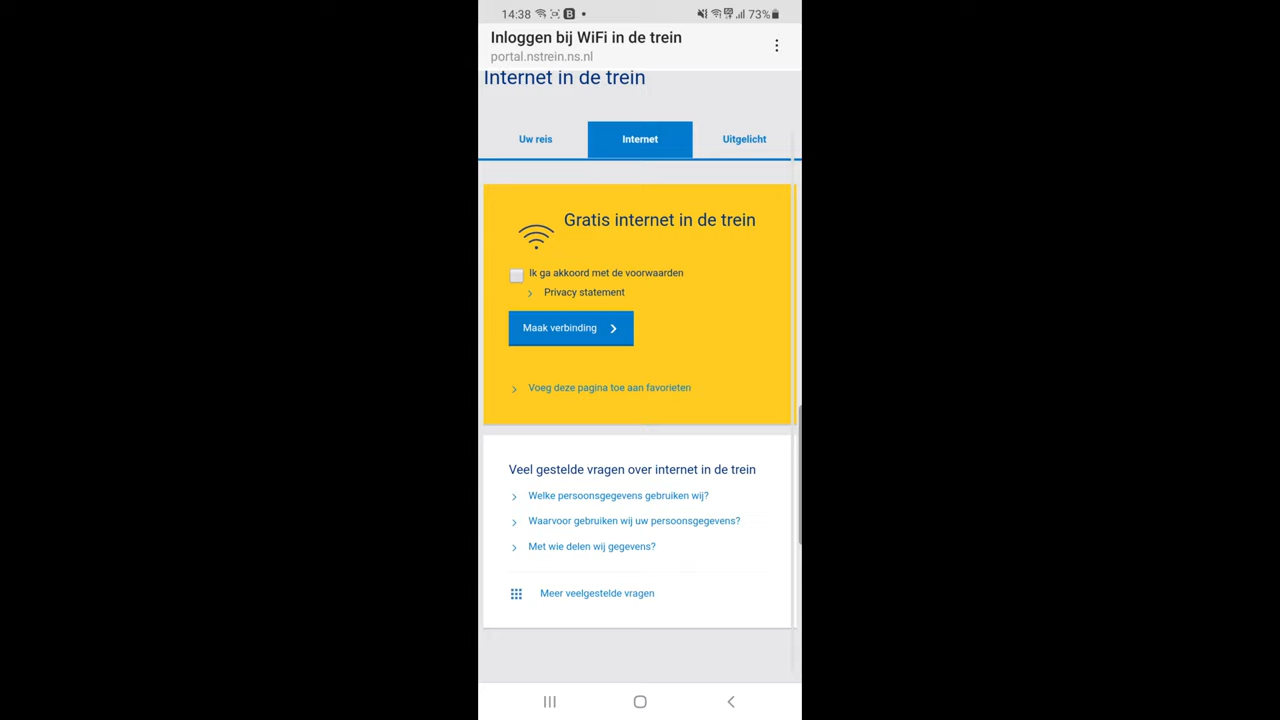 14:38 B 73%
Inloggen bij WiFi in de trein
portal.nstrein.ns.nl
Internet in de trein
Uw reis Internet Uitgelicht
Gratis internet in de trein
Ik ga akkoord met de voorwaarden
Privacy statement
Maak verbinding
Voeg deze pagina toe aan favorieten
Veel gestelde vragen over internet in de trein
Welke persoonsgegevens gebruiken wij?
Waarvoor gebruiken wij uw persoonsgegevens?
Met wie delen wij gegevens?
Meer veelgestelde vragen